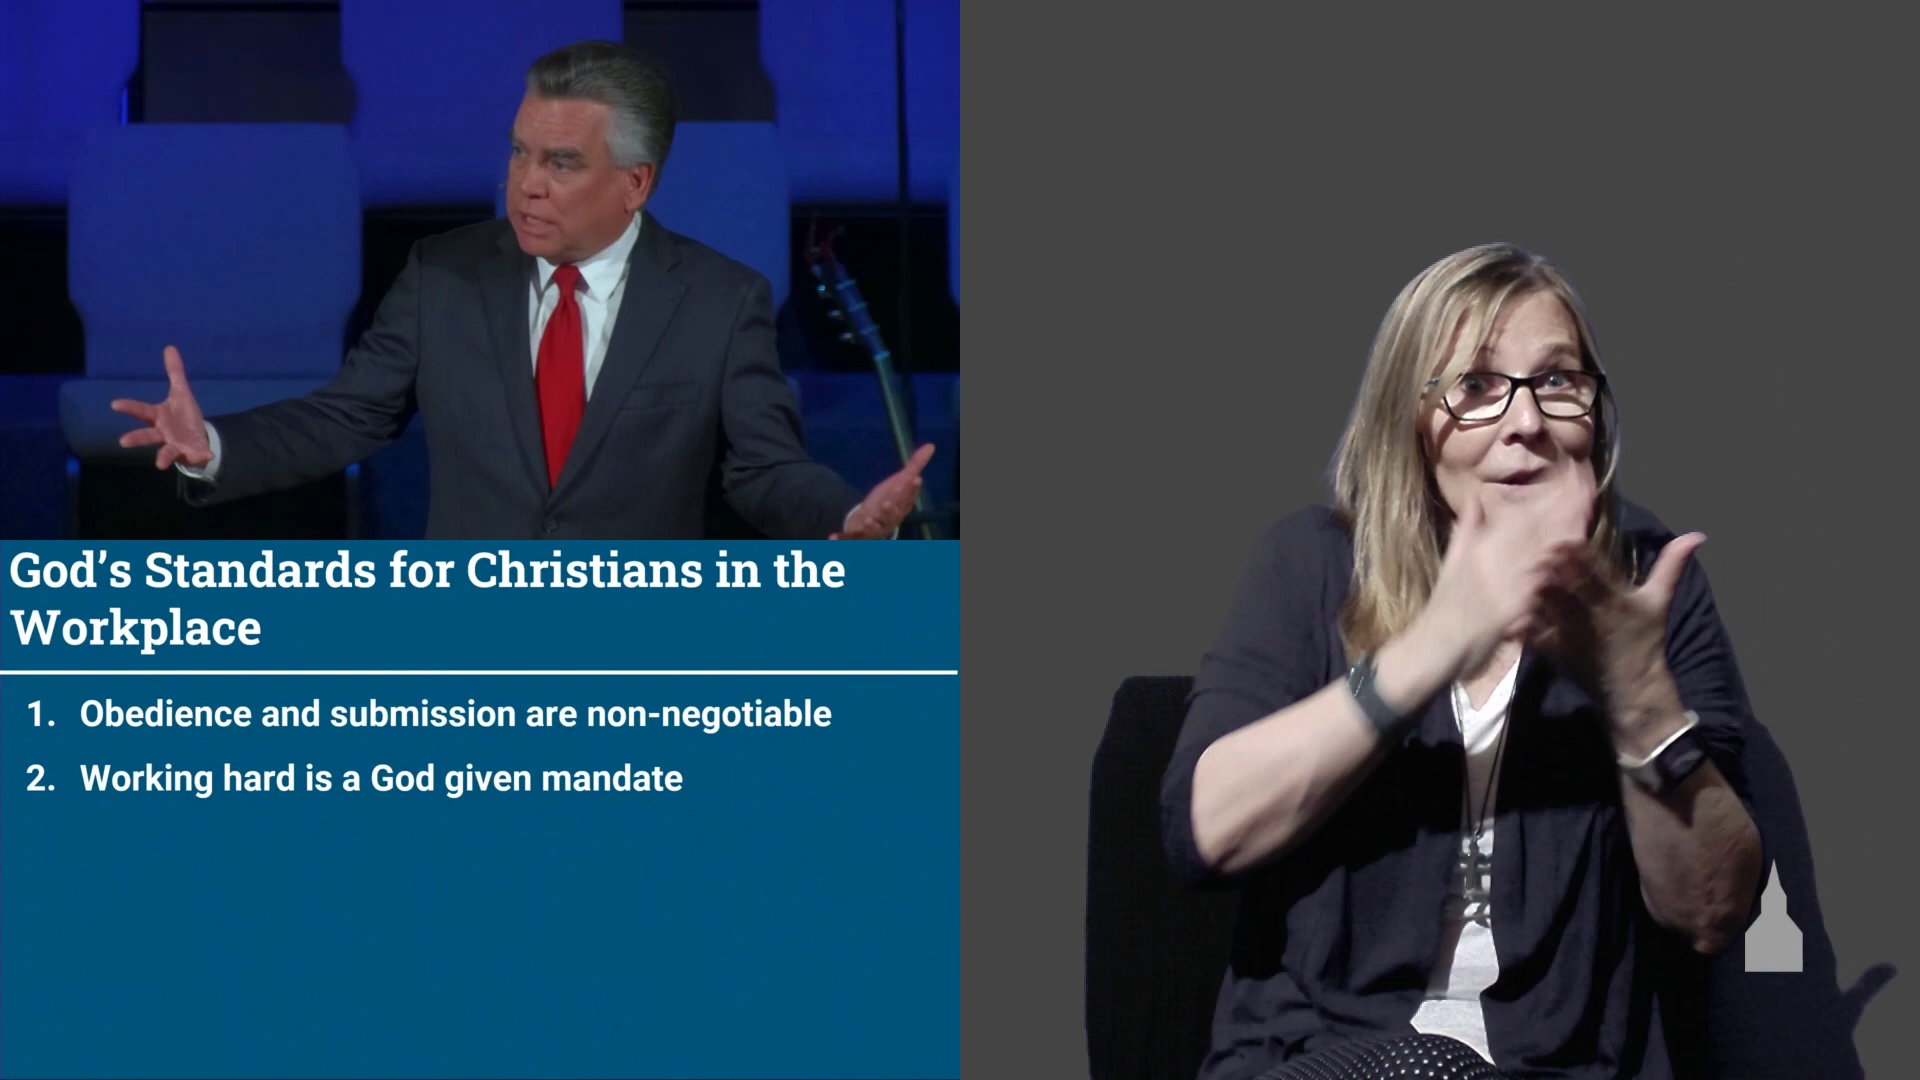 God’s Standards for Christians in the
Workplace
1. Obedience and submission are non-negotiable
2. Working hard is a God given mandate